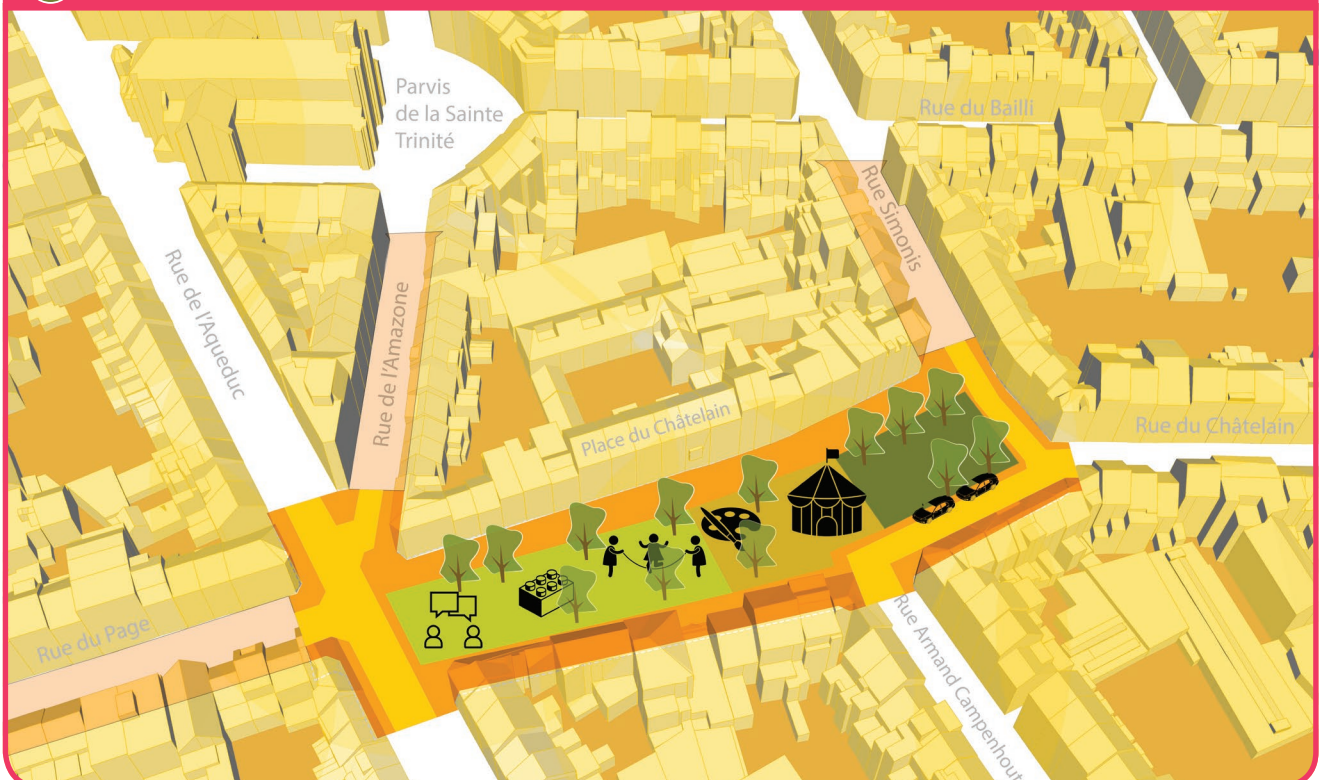 Parvis
de la Sainte
Trinité
Rue du Bailli
Rue Simonis
Rue de l'Aqueduc
Rue de l'Amazone
Place du Châtelain
Rue du Châtelain
Rue du Page
Rue Armand Campenhout